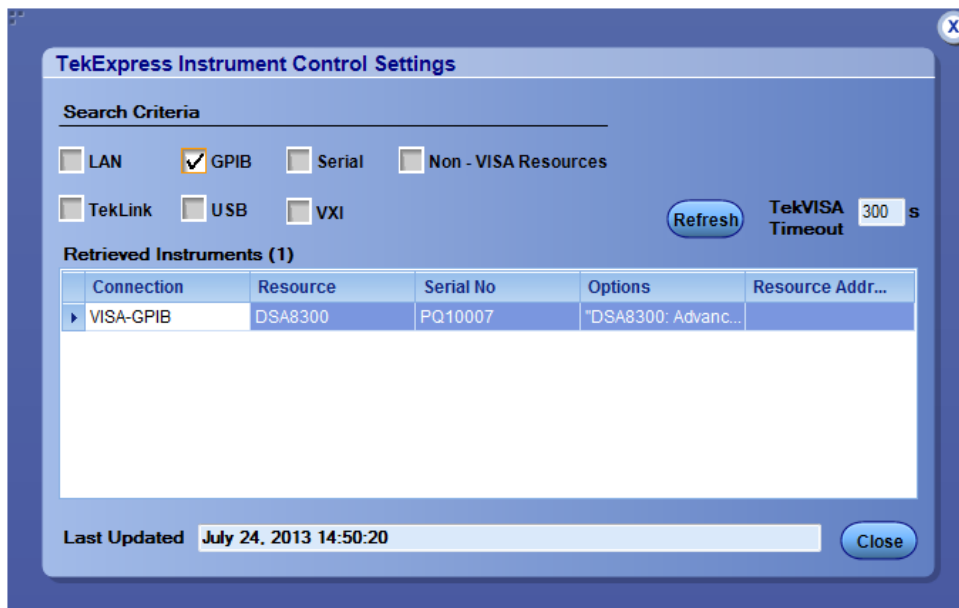 X
TekExpress Instrument Control Settings
Search Criteria
LAN GPIB Serial Non - VISA Resources
TekLink USB VXI
Refresh TekVISA Timeout 300 s
Retrieved Instruments (1)
Connection Resource Serial No Options Resource Addr...
VISA-GPIB DSA8300 PQ10007 "DSA8300: Advanc...
Last Updated July 24, 2013 14:50:20 Close